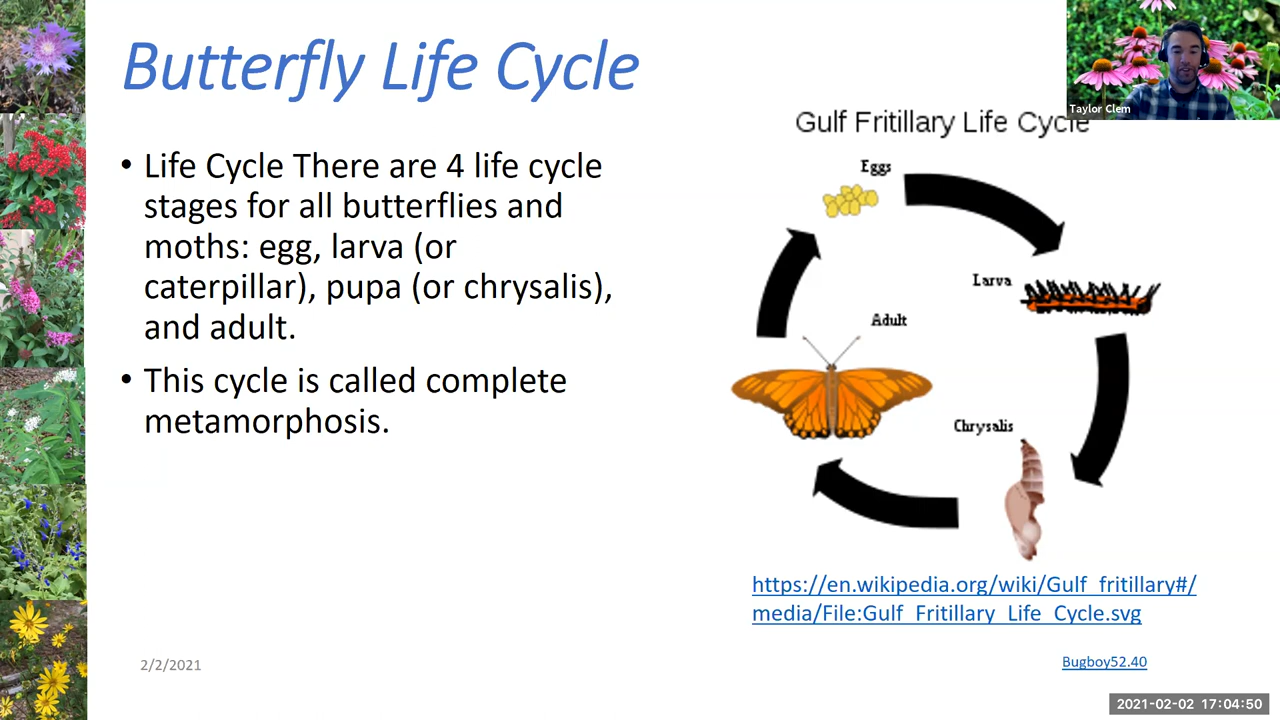 Butterfly Life Cycle
Taylor Clem
• Life Cycle There are 4 life cycle
stages for all butterflies and
moths: egg, larva (or
caterpillar), pupa (or chrysalis),
and adult.
• This cycle is called complete
metamorphosis.
Gulf Fritillary Life Cycle
Eggs
Larva
Adult
Chrysalis
https://en.wikipedia.org/wiki/Gulf_fritillary#/
media/File:Gulf_Fritillary_Life_Cycle.svg
2/2/2021
Bugboy52.40
2021-02-02 17:04:50